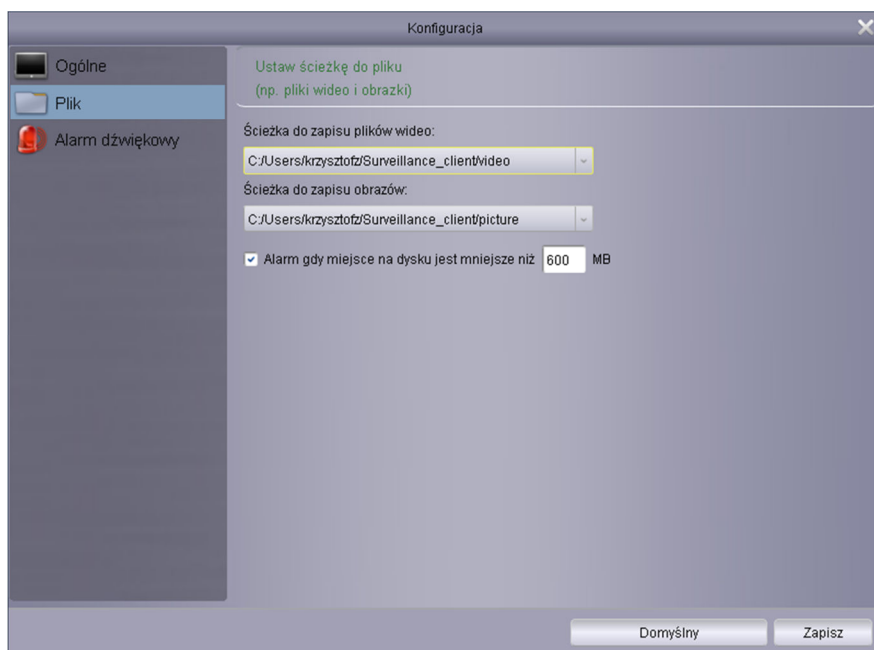 Konfiguracja
Ogólne
Plik
Alarm dźwiękowy
Ustaw ścieżkę do pliku
(np. pliki wideo i obrazki)
Ścieżka do zapisu plików wideo:
C:/Users/krzysztofz/Surveillance_client/video
Ścieżka do zapisu obrazów:
C:/Users/krzysztofz/Surveillance_client/picture
Alarm gdy miejsce na dysku jest mniejsze niż 600 MB
Domyślny Zapisz